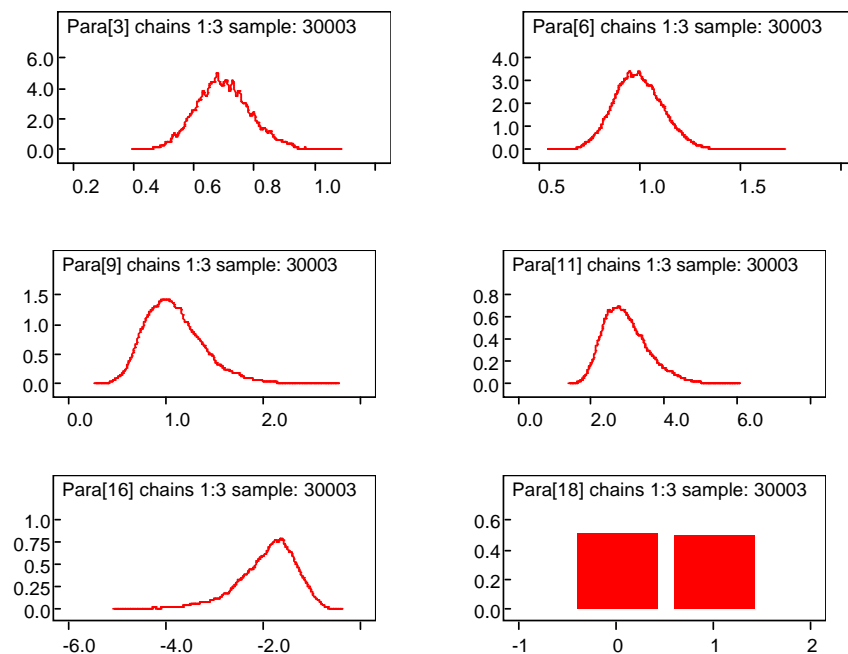 Para[3] chains 1:3 sample: 30003
6.0
4.0
2.0
0.0
0.2 0.4 0.6 0.8 1.0
Para[6] chains 1:3 sample: 30003
4.0
3.0
2.0
1.0
0.0
0.5 1.0 1.5
Para[9] chains 1:3 sample: 30003
1.5
1.0
0.5
0.0
0.0 1.0 2.0
Para[11] chains 1:3 sample: 30003
0.8
0.6
0.4
0.2
0.0
0.0 2.0 4.0 6.0
Para[16] chains 1:3 sample: 30003
1.0
0.75
0.5
0.25
0.0
-6.0 -4.0 -2.0
Para[18] chains 1:3 sample: 30003
0.6
0.4
0.2
0.0
-1 0 1 2